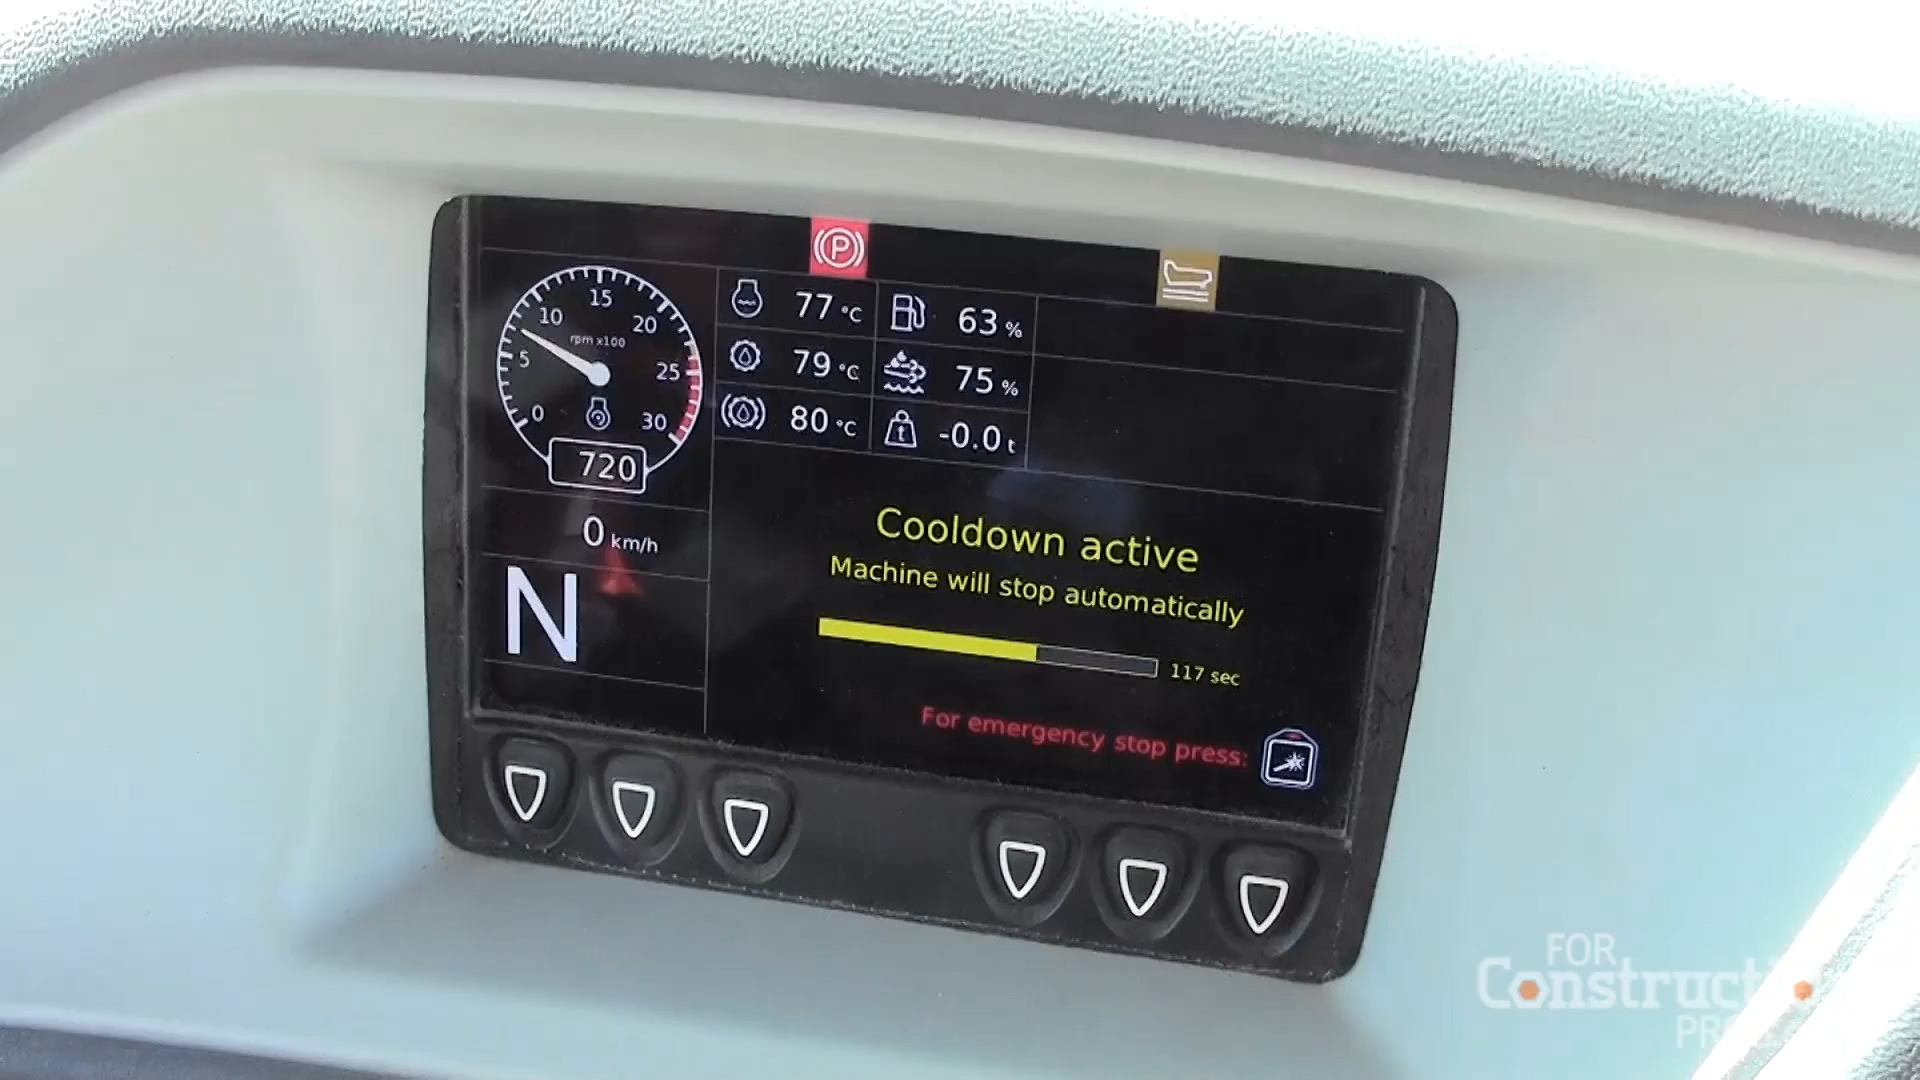 P
15
10
20
rpm x100
5
25
0
30
720
77 °C
63 %
79 °C
75 %
80 °C
t
-0.0 t
0 km/h
N
Cooldown active
Machine will stop automatically
117 sec
For emergency stop press:
FOR
Constructi
PR